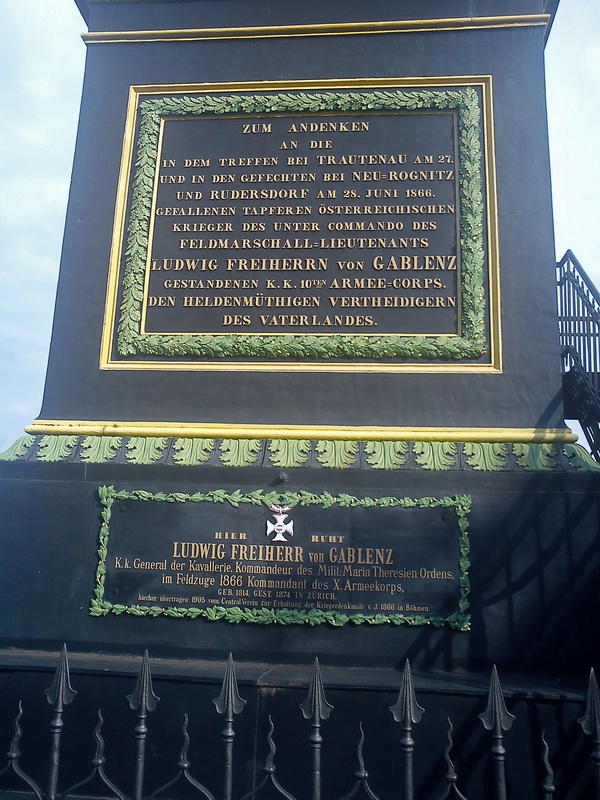 ZUM ANDENKEN
AN DIE
IN DEM TREFFEN BEI TRAUTENAU AM 27.
UND IN DEN GEFECHTEN BEI NEU=ROGNITZ
UND RUDERSDORF AM 28. JUNI 1866.
GEFALLENEN TAPFEREN ÖSTERREICHISCHEN
KRIEGER DES UNTER COMMANDO DES
FELDMARSCHALL=LIEUTENANTS
LUDWIG FREIHERRN VON GABLENZ
GESTANDENEN K.K. 10TEN ARMEE=CORPS.
DEN HELDENMÜTHIGEN VERTHEIDIGERN
DES VATERLANDES.
HIER RUHT
LUDWIG FREIHERR von GABLENZ
K.k. General der Kavallerie, Kommandeur des Milit: Maria Theresien Ordens,
im Feldzuge 1866 Kommandant des X. Armeekorps,
GEB. 1814. GEST. 1874 IN ZÜRICH.
hierher übertragen 1905 vom Central Verein zur Erhaltung der Kriegerdenkmale v. J. 1866 in Böhmen.